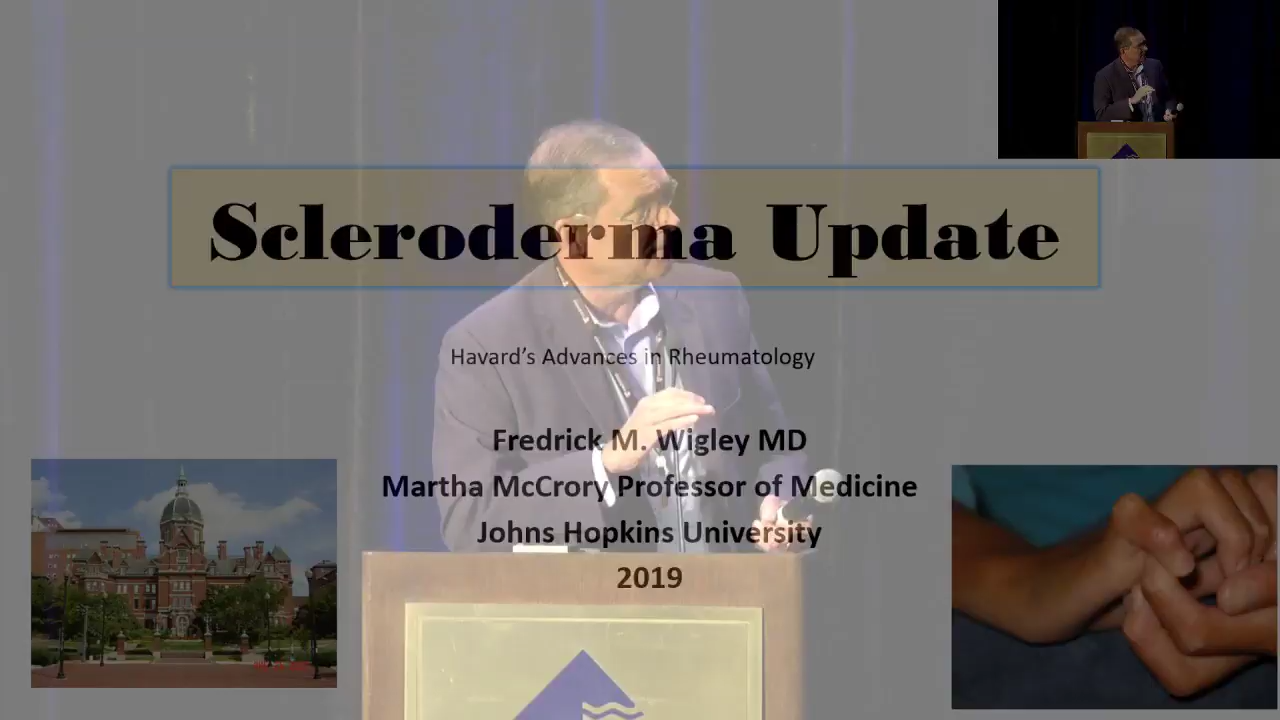 Scleroderma Update
Havard's Advances in Rheumatology
Fredrick M. Wigley MD
Martha McCrory Professor of Medicine
Johns Hopkins University
2019